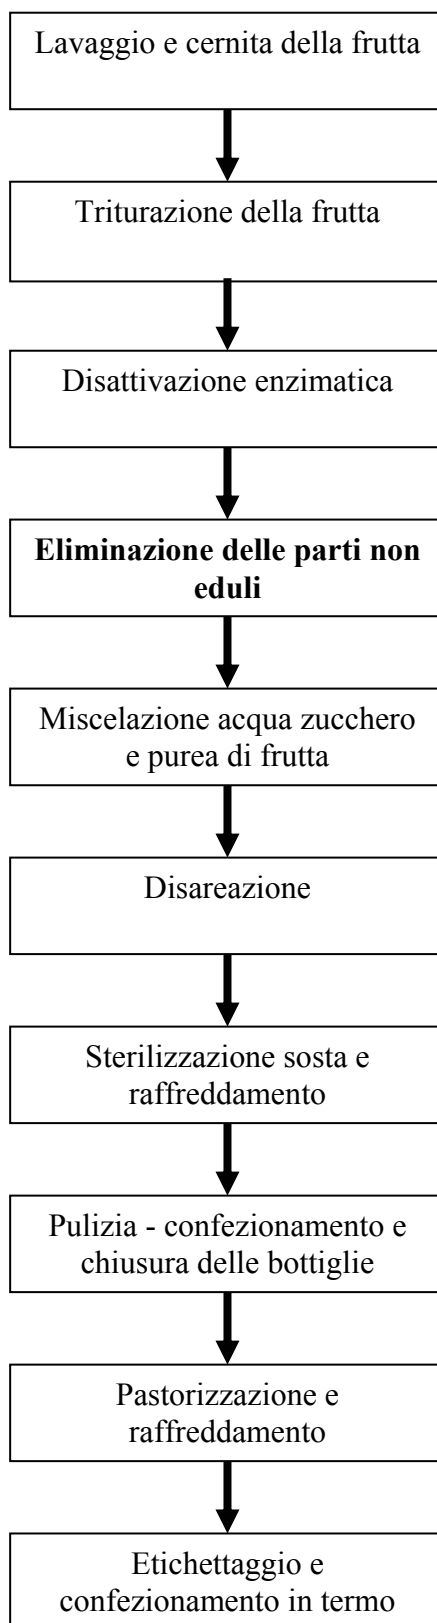 Lavaggio e cernita della frutta
Triturazione della frutta
Disattivazione enzimatica
Eliminazione delle parti non
eduli
Miscelazione acqua zucchero
e purea di frutta
Disareazione
Sterilizzazione sosta e
raffreddamento
Pulizia - confezionamento e
chiusura delle bottiglie
Pastorizzazione e
raffreddamento
Etichettaggio e
confezionamento in termo